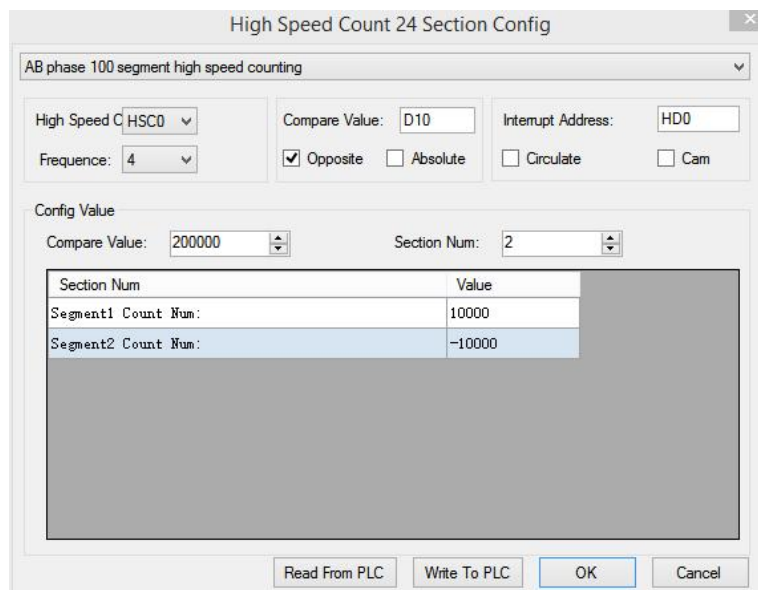 High Speed Count 24 Section Config
AB phase 100 segment high speed counting
High Speed C HSC0 Compare Value: D10 Interrupt Address: HD0
Frequence: 4 Opposite Absolute Circulate Cam
Config Value
Compare Value: 200000 Section Num: 2
Section Num Value
Segment1 Count Num: 10000
Segment2 Count Num: -10000
Read From PLC Write To PLC OK Cancel